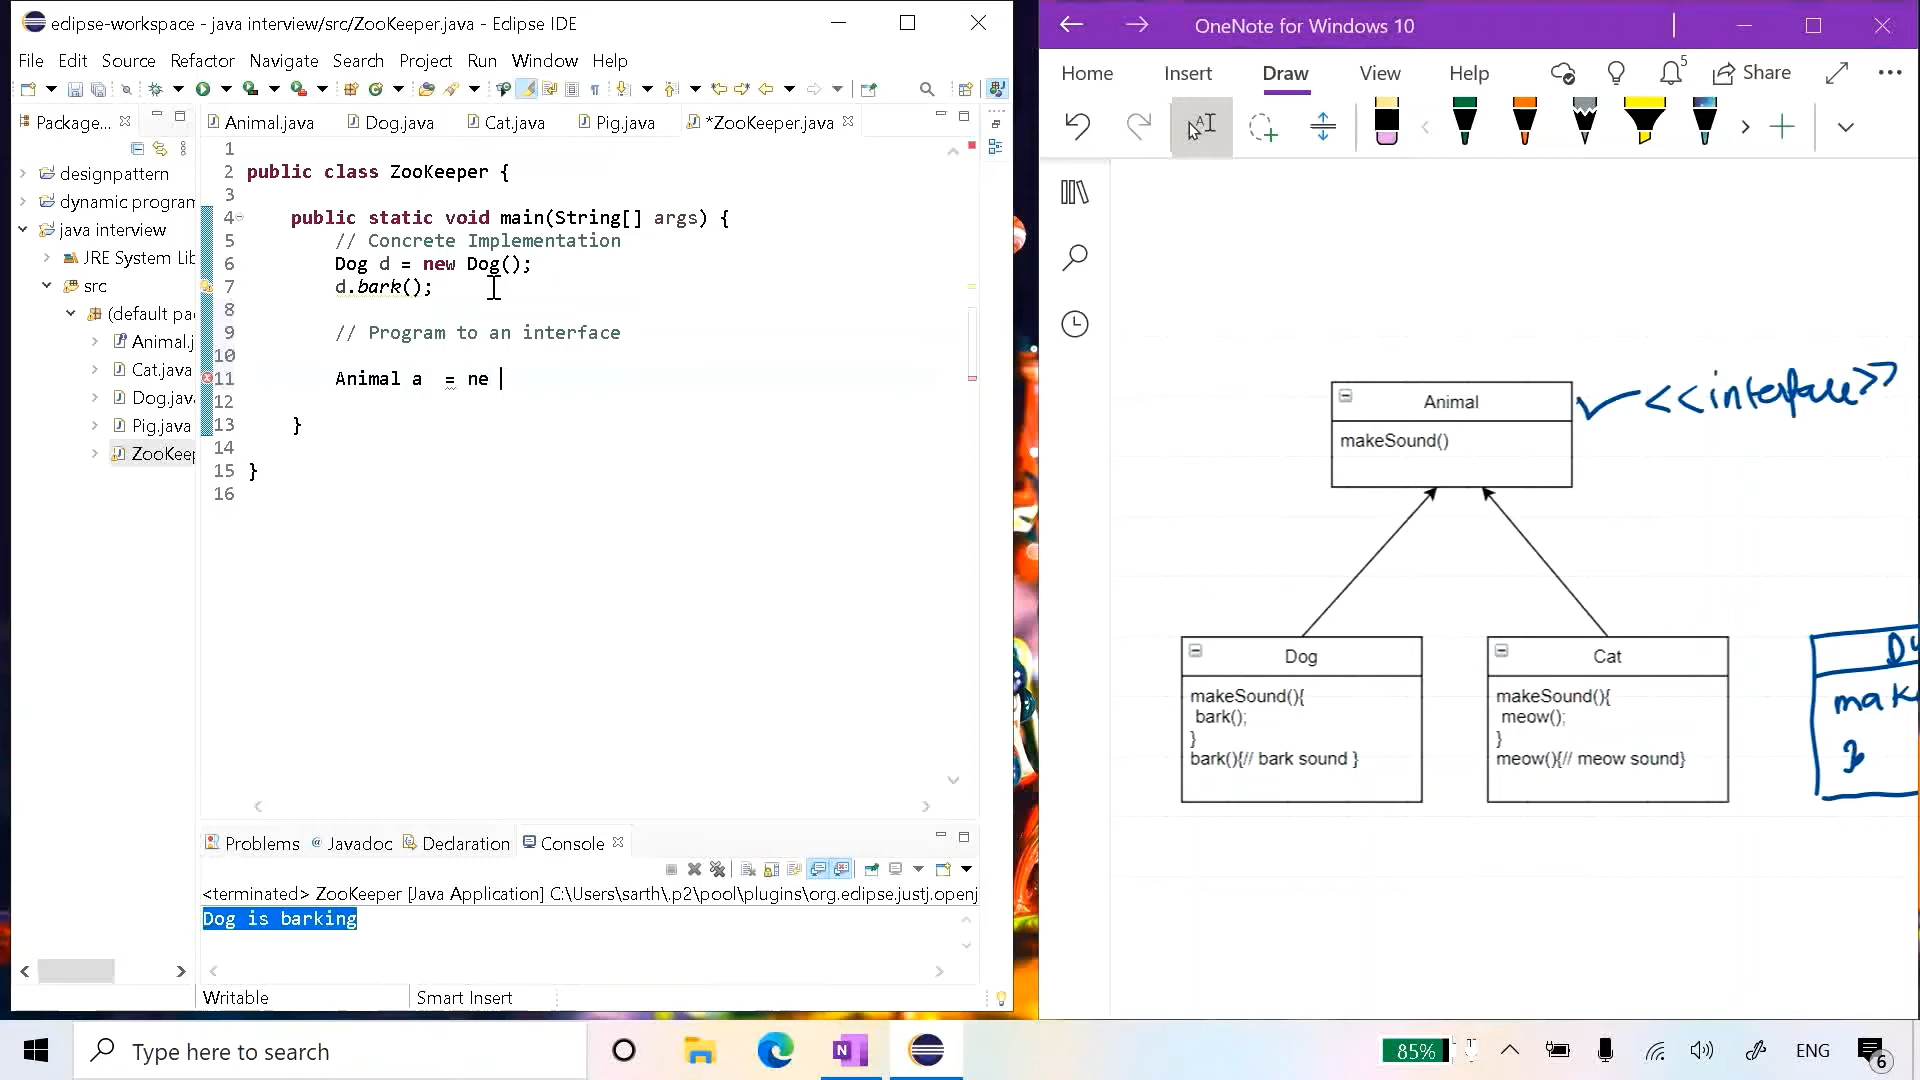 eclipse-workspace - java interview/src/ZooKeeper.java - Eclipse IDE
File Edit Source Refactor Navigate Search Project Run Window Help
Package...
Animal.java Dog.java Cat.java Pig.java *ZooKeeper.java
designpattern
dynamic program
java interview
JRE System Lib
src
(default pa
Animal.j
Cat.java
Dog.java
Pig.java
ZooKeep
1
2 public class ZooKeeper {
3
4 public static void main(String[] args) {
5 // Concrete Implementation
6 Dog d = new Dog();
7 d.bark();
8
9 // Program to an interface
10
11 Animal a  = ne
12
13 }
14
15 }
16
Problems Javadoc Declaration Console
<terminated> ZooKeeper [Java Application] C:\Users\sarth\.p2\pool\plugins\org.eclipse.justj.openj
Dog is barking
Writable Smart Insert
OneNote for Windows 10
Home Insert Draw View Help 5 Share
Animal
makeSound()
<<interface>>
Dog
makeSound(){
bark();
}
bark(){// bark sound }
Cat
makeSound(){
meow();
}
meow(){// meow sound}
Du
mak
Type here to search
85% ENG 6